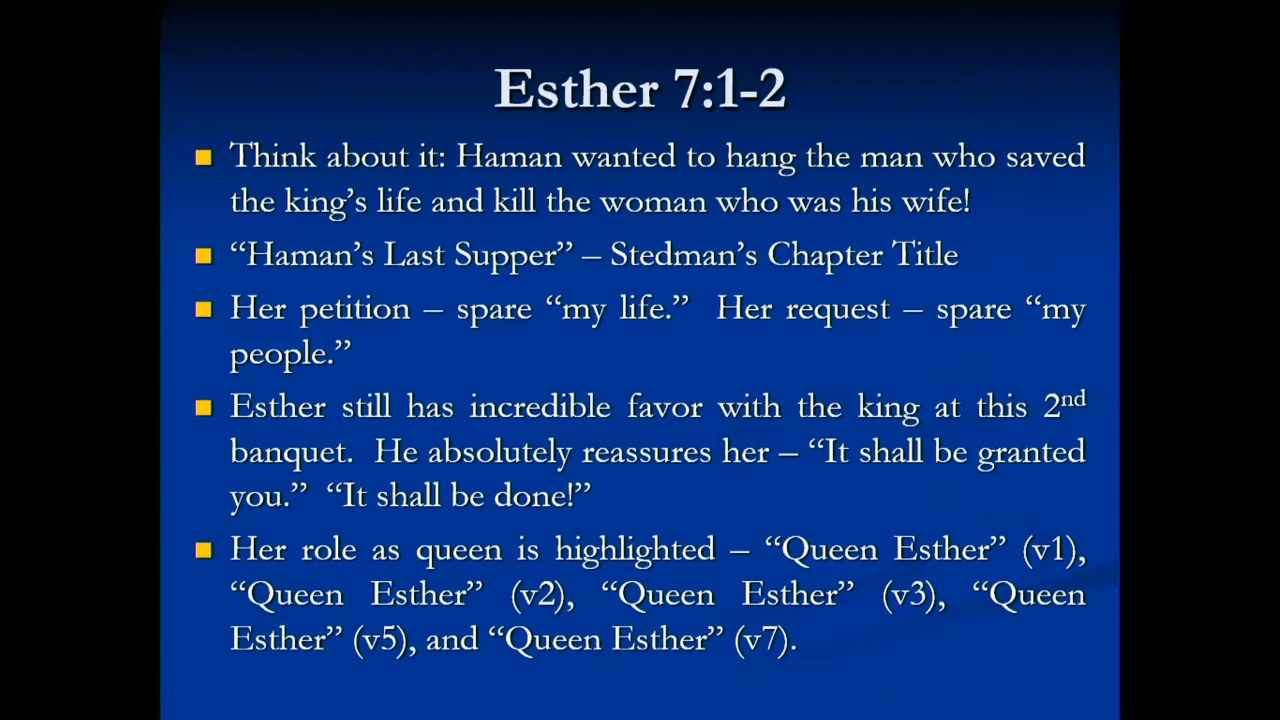 Esther 7:1-2
Think about it: Haman wanted to hang the man who saved
the king’s life and kill the woman who was his wife!
“Haman’s Last Supper” – Stedman’s Chapter Title
Her petition – spare “my life.”  Her request – spare “my
people.”
Esther still has incredible favor with the king at this 2nd
banquet.  He absolutely reassures her – “It shall be granted
you.”  “It shall be done!”
Her role as queen is highlighted – “Queen Esther” (v1),
“Queen Esther” (v2), “Queen Esther” (v3), “Queen
Esther” (v5), and “Queen Esther” (v7).